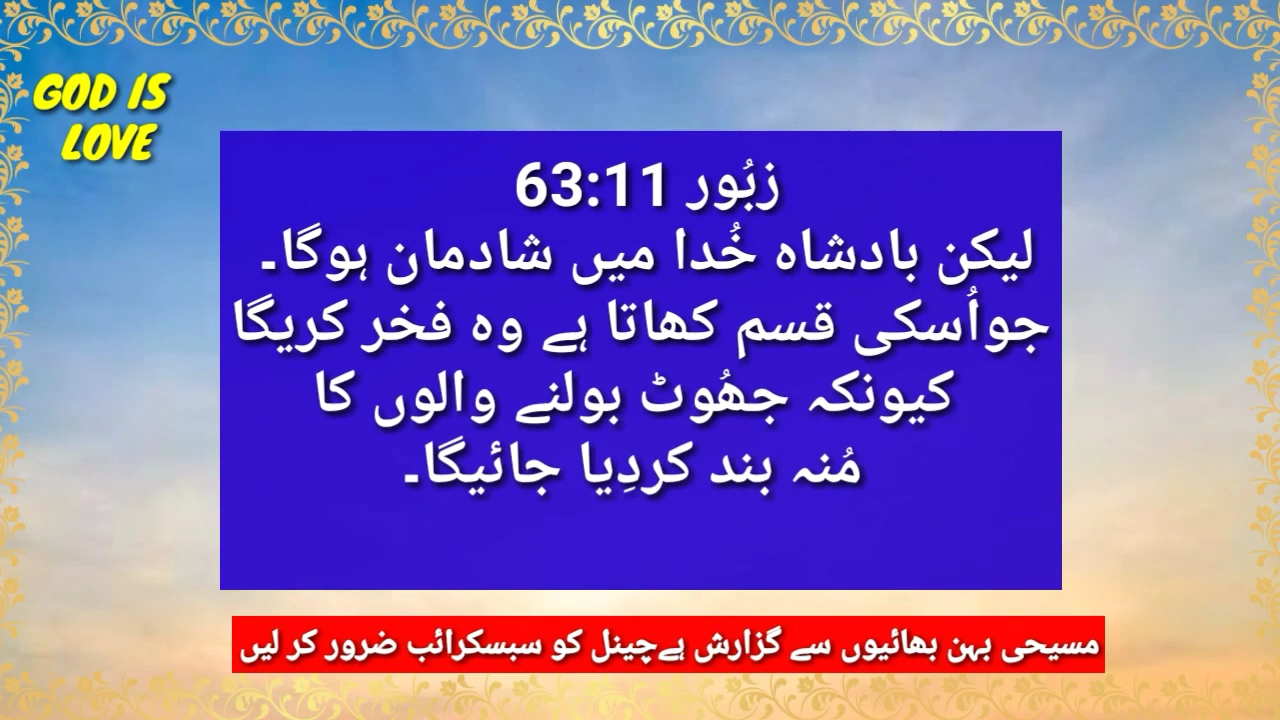 GOD IS
LOVE
زبُور 63:11
لیکن بادشاہ خُدا میں شادمان ہوگا۔
جواُسکی قسم کھاتا ہے وہ فخر کریگا
کیونکہ جھُوٹ بولنے والوں کا
مُنہ بند کردِیا جائیگا۔
مسیحی بہن بھائیوں سے گزارش ہےچینل کو سبسکرائب ضرور کر لیں